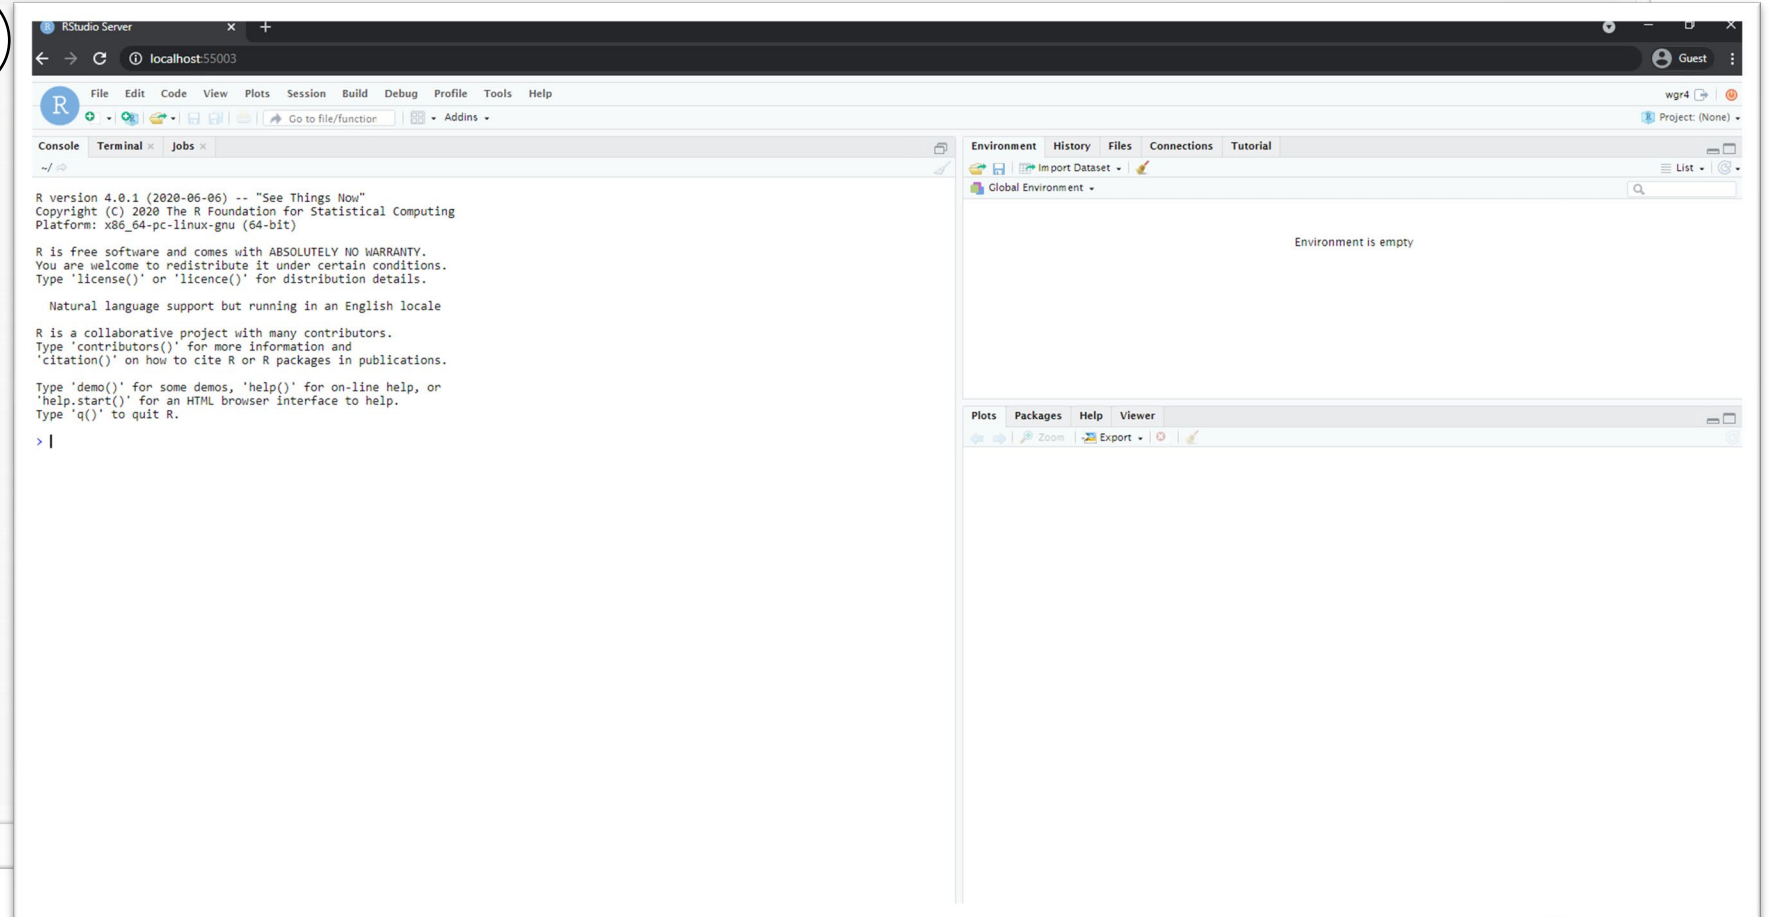 RStudio Server
localhost:55003
Guest
File Edit Code View Plots Session Build Debug Profile Tools Help
wgr4
R
Go to file/function
Addins
Project: (None)
Console Terminal Jobs
~/
R version 4.0.1 (2020-06-06) -- "See Things Now"
Copyright (C) 2020 The R Foundation for Statistical Computing
Platform: x86_64-pc-linux-gnu (64-bit)
R is free software and comes with ABSOLUTELY NO WARRANTY.
You are welcome to redistribute it under certain conditions.
Type 'license()' or 'licence()' for distribution details.
Natural language support but running in an English locale
R is a collaborative project with many contributors.
Type 'contributors()' for more information and
'citation()' on how to cite R or R packages in publications.
Type 'demo()' for some demos, 'help()' for on-line help, or
'help.start()' for an HTML browser interface to help.
Type 'q()' to quit R.
>
Environment History Files Connections Tutorial
Import Dataset
List
Global Environment
Environment is empty
Plots Packages Help Viewer
Zoom Export